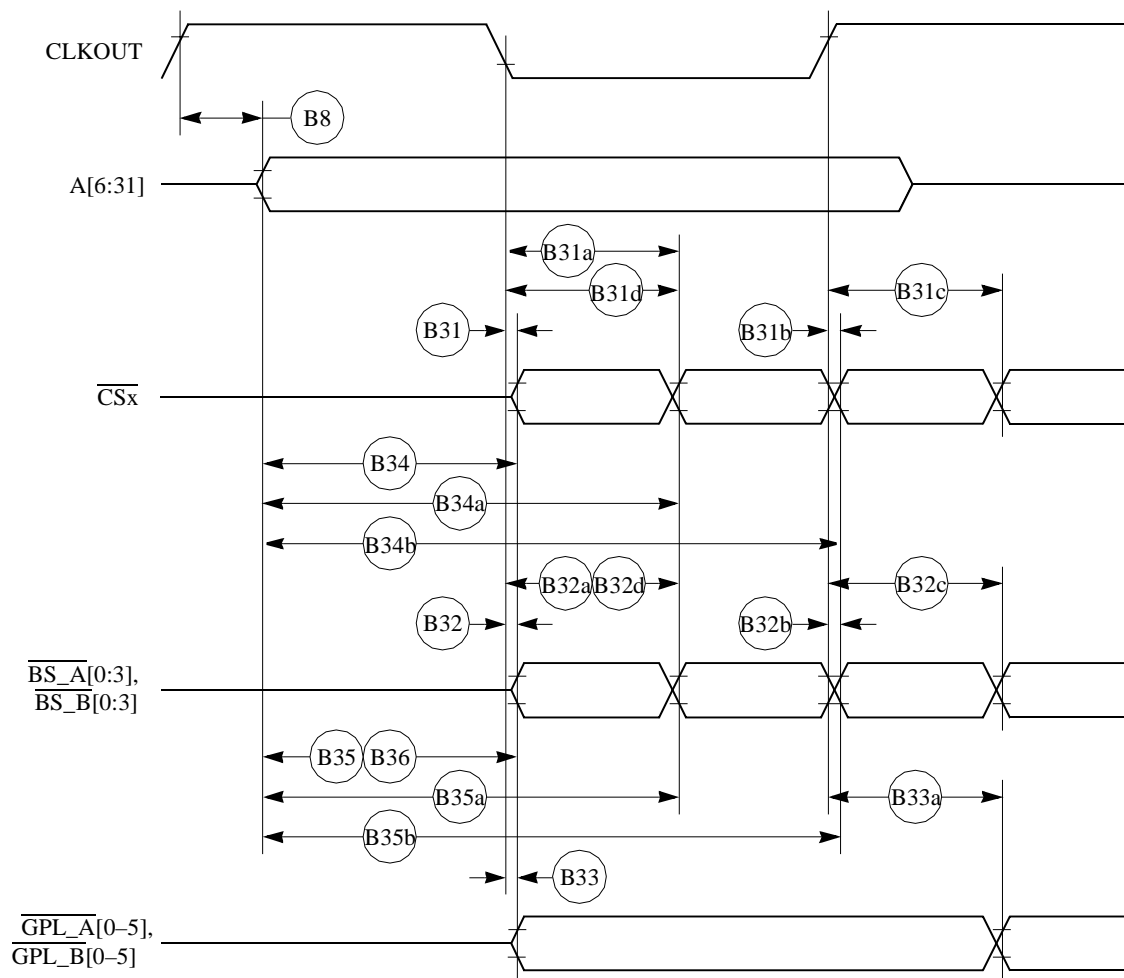 CLKOUT
B8
A[6:31]
B31a
B31d
B31c
B31
B31b
CSx
B34
B34a
B34b
B32a B32d
B32c
B32
B32b
BS_A[0:3],
BS_B[0:3]
B35 B36
B35a
B33a
B35b
B33
GPL_A[0–5],
GPL_B[0–5]